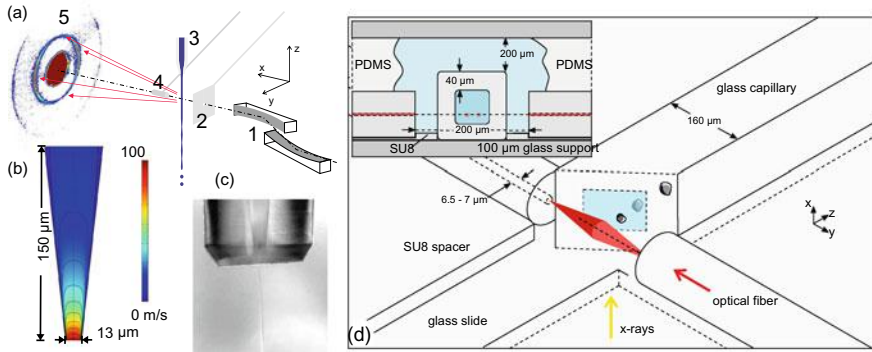 (a)
5
3
4
2
1
z
x
y
(b)
100
150 µm
0 m/s
13 µm
(c)
200 µm
PDMS
PDMS
40 µm
200 µm
SU8
100 µm glass support
glass capillary
160 µm
6.5 - 7 µm
SU8 spacer
x
z
y
optical fiber
glass slide
x-rays
(d)